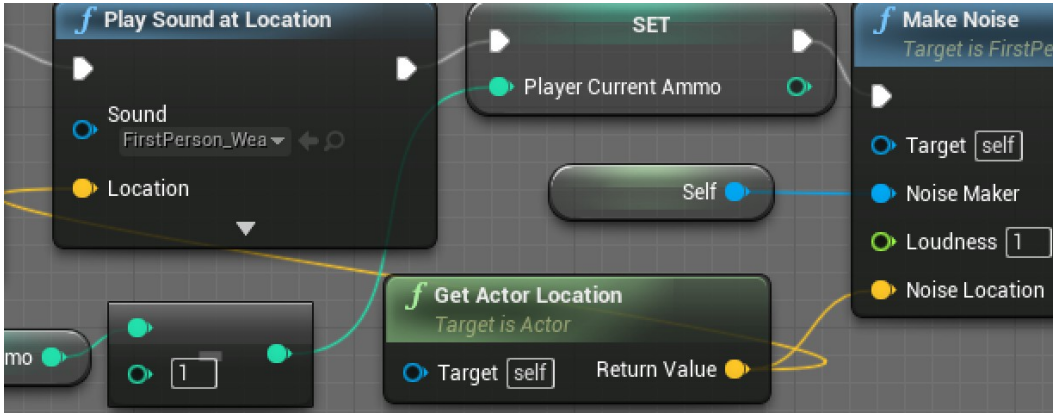 f Play Sound at Location
Sound
FirstPerson_Wea
Location
SET
Player Current Ammo
f Make Noise
Target is FirstPe
Target self
Noise Maker
Loudness 1
Noise Location
Self
f Get Actor Location
Target is Actor
Target self
Return Value
mo
-
1